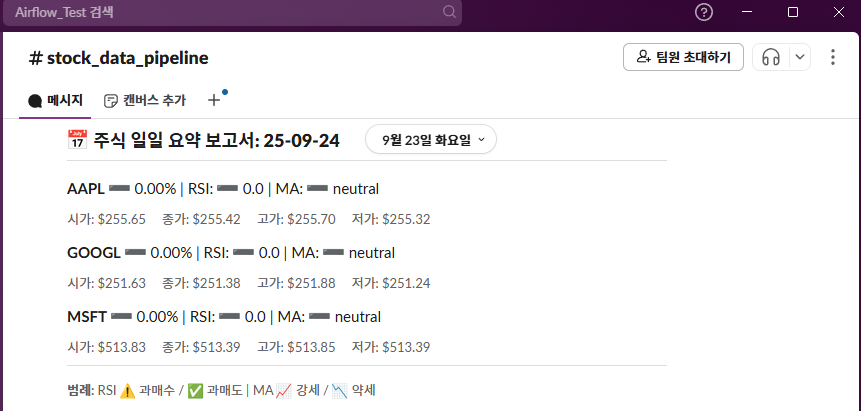 Airflow_Test 검색
# stock_data_pipeline
팀원 초대하기
메시지 캔버스 추가 +
📅 주식 일일 요약 보고서: 25-09-24
9월 23일 화요일
AAPL ➖ 0.00% | RSI: ➖ 0.0 | MA: ➖ neutral
시가: $255.65 종가: $255.42 고가: $255.70 저가: $255.32
GOOGL ➖ 0.00% | RSI: ➖ 0.0 | MA: ➖ neutral
시가: $251.63 종가: $251.38 고가: $251.88 저가: $251.24
MSFT ➖ 0.00% | RSI: ➖ 0.0 | MA: ➖ neutral
시가: $513.83 종가: $513.39 고가: $513.85 저가: $513.39
범례: RSI ⚠️ 과매수 / ✅ 과매도 | MA 📈 강세 / 📉 약세